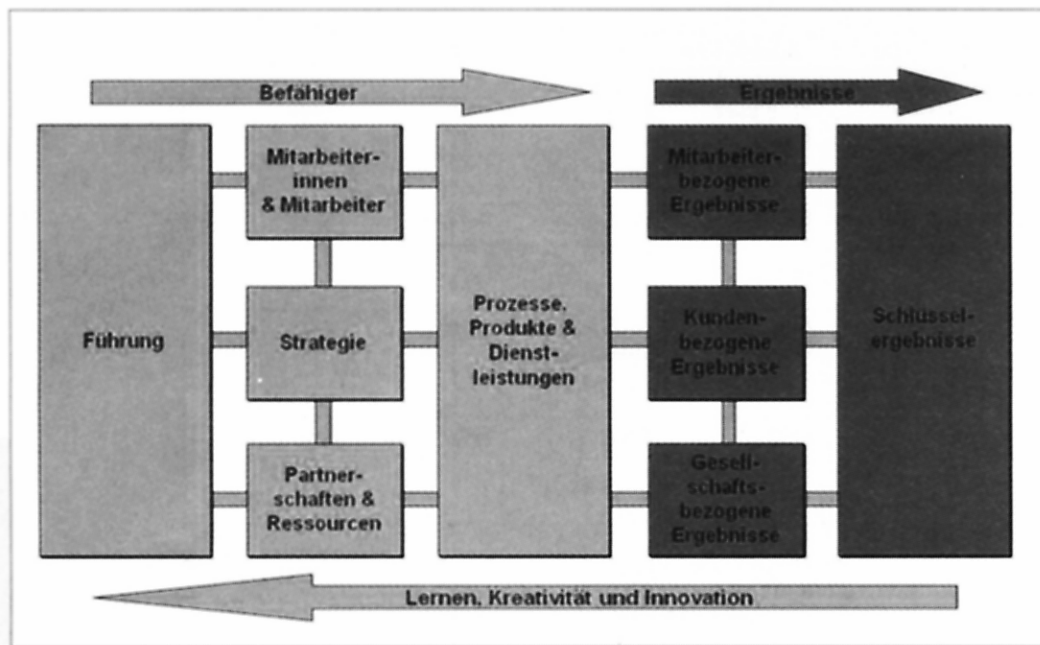 Befähiger
Ergebnisse
Führung
Mitarbeiter-
innen
& Mitarbeiter
Strategie
Partner-
schaften &
Ressourcen
Prozesse,
Produkte &
Dienst-
leistungen
Mitarbeiter-
bezogene
Ergebnisse
Kunden-
bezogene
Ergebnisse
Gesell-
schafts-
bezogene
Ergebnisse
Schlüssel-
ergebnisse
Lernen, Kreativität und Innovation